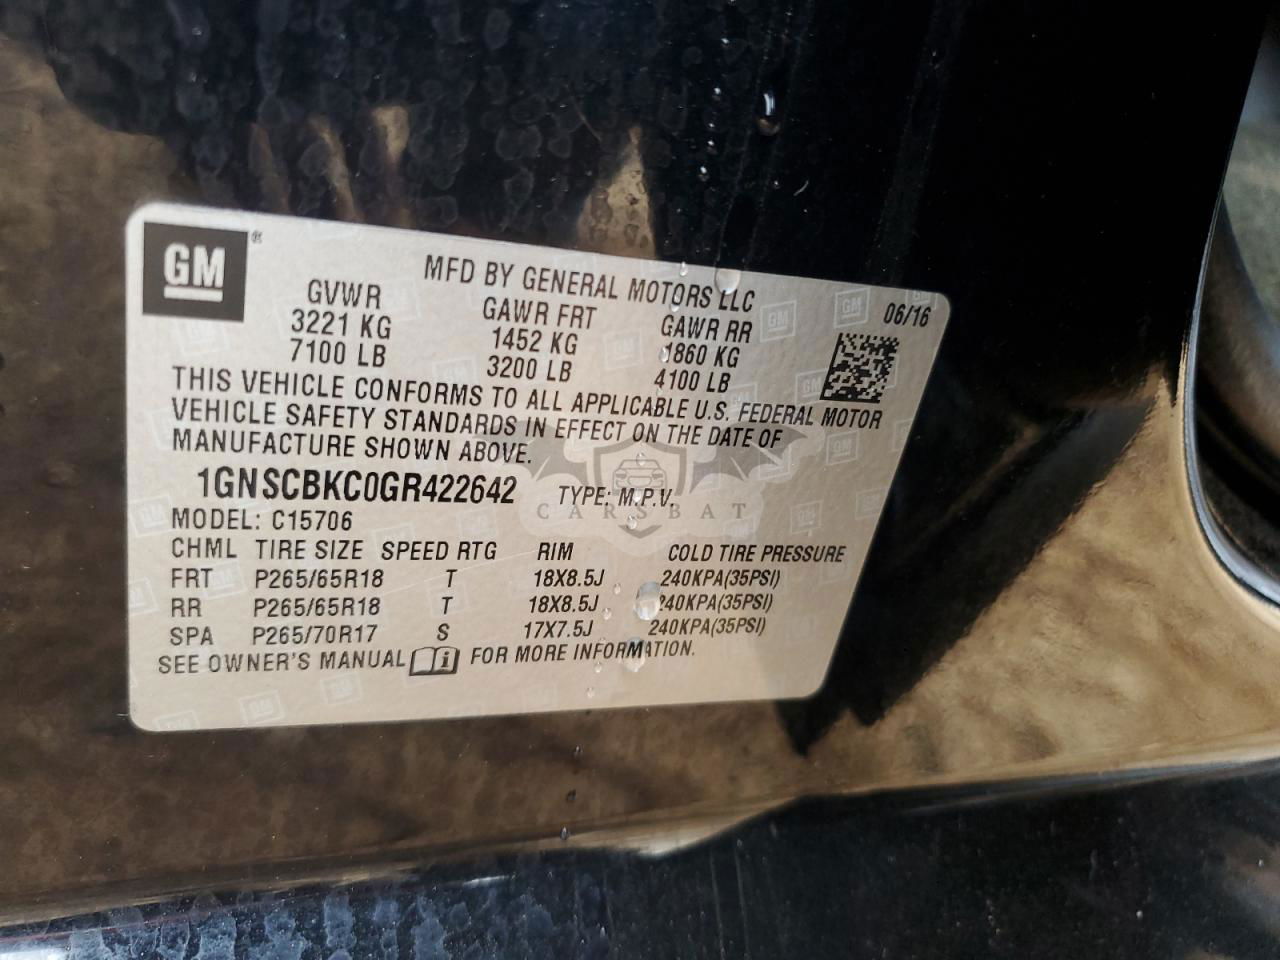 GM ®
MFD BY GENERAL MOTORS LLC
GVWR GAWR FRT GAWR RR 06/16
3221 KG 1452 KG 1860 KG
7100 LB 3200 LB 4100 LB
THIS VEHICLE CONFORMS TO ALL APPLICABLE U.S. FEDERAL MOTOR
VEHICLE SAFETY STANDARDS IN EFFECT ON THE DATE OF
MANUFACTURE SHOWN ABOVE.
1GNSCBKC0GR422642 TYPE: M.P.V.
CARSBAT
MODEL: C15706
CHML TIRE SIZE SPEED RTG RIM COLD TIRE PRESSURE
FRT P265/65R18 T 18X8.5J 240KPA(35PSI)
RR P265/65R18 T 18X8.5J 240KPA(35PSI)
SPA P265/70R17 S 17X7.5J 240KPA(35PSI)
SEE OWNER'S MANUAL i FOR MORE INFORMATION.